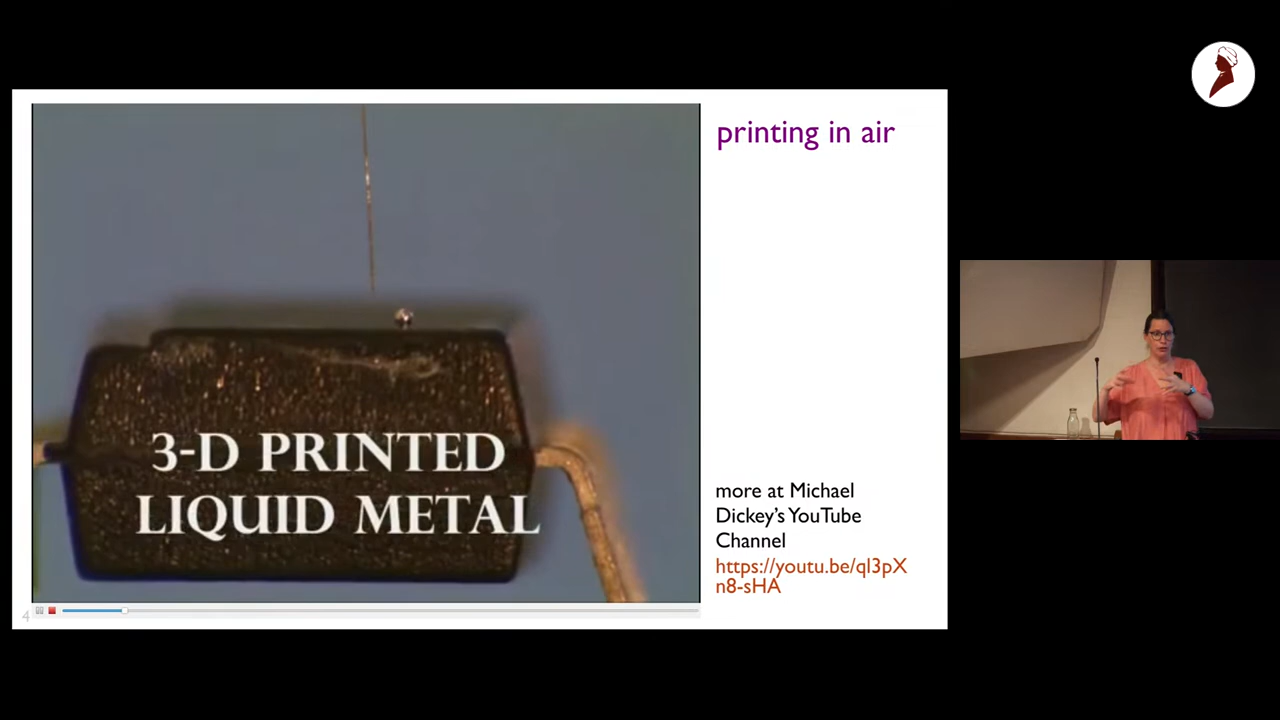 printing in air
3-D PRINTED
LIQUID METAL
more at Michael
Dickey's YouTube
Channel
https://youtu.be/ql3pX
n8-sHA
4